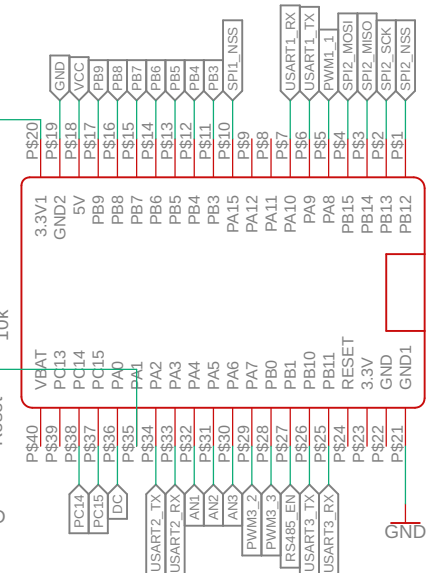 GND
VCC
PB9
PB8
PB7
PB6
PB5
PB4
PB3
SPI1_NSS
USART1_RX
USART1_TX
PWM1_1
SPI2_MOSI
SPI2_MISO
SPI2_SCK
SPI2_NSS
P$20
P$19
P$18
P$17
P$16
P$15
P$14
P$13
P$12
P$11
P$10
P$9
P$8
P$7
P$6
P$5
P$4
P$3
P$2
P$1
3.3V1
GND2
5V
PB9
PB8
PB7
PB6
PB5
PB4
PB3
PA15
PA12
PA11
PA10
PA9
PA8
PB15
PB14
PB13
PB12
10k
VBAT
PC13
PC14
PC15
PA0
PA1
PA2
PA3
PA4
PA5
PA6
PA7
PB0
PB1
PB10
PB11
RESET
3.3V
GND
GND1
P$40
P$39
P$38
P$37
P$36
P$35
P$34
P$33
P$32
P$31
P$30
P$29
P$28
P$27
P$26
P$25
P$24
P$23
P$22
P$21
PC14
PC15
DC
USART2_TX
USART2_RX
AN1
AN2
AN3
PWM3_2
PWM3_3
RS485_EN
USART3_TX
USART3_RX
GND